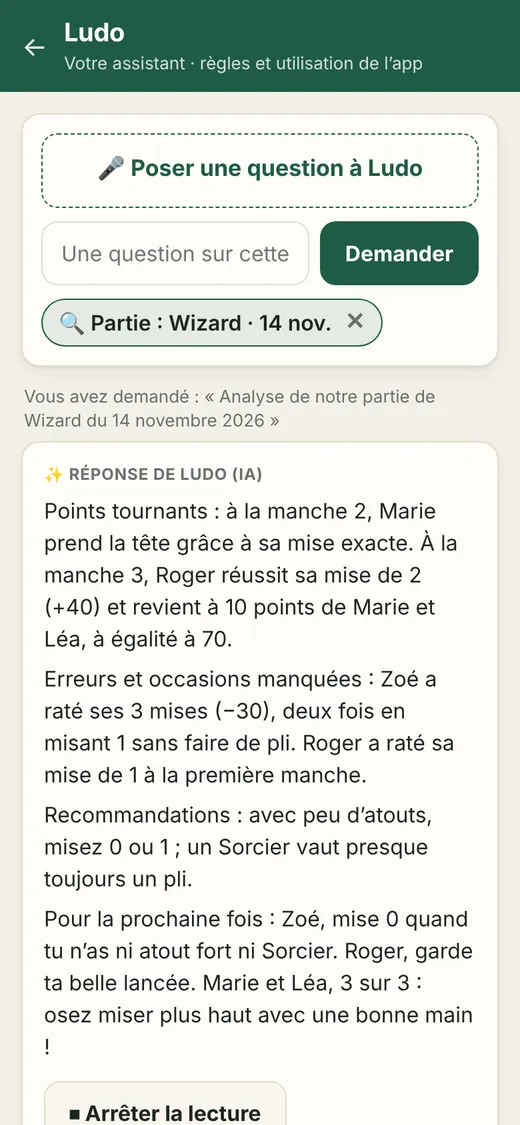 ← Ludo
Votre assistant · règles et utilisation de l’app
🎤 Poser une question à Ludo
Une question sur cette
Demander
🔍 Partie : Wizard · 14 nov. ✕
Vous avez demandé : « Analyse de notre partie de
Wizard du 14 novembre 2026 »
✨ RÉPONSE DE LUDO (IA)
Points tournants : à la manche 2, Marie
prend la tête grâce à sa mise exacte. À la
manche 3, Roger réussit sa mise de 2
(+40) et revient à 10 points de Marie et
Léa, à égalité à 70.
Erreurs et occasions manquées : Zoé a
raté ses 3 mises (−30), deux fois en
misant 1 sans faire de pli. Roger a raté sa
mise de 1 à la première manche.
Recommandations : avec peu d’atouts,
misez 0 ou 1 ; un Sorcier vaut presque
toujours un pli.
Pour la prochaine fois : Zoé, mise 0 quand
tu n’as ni atout fort ni Sorcier. Roger, garde
ta belle lancée. Marie et Léa, 3 sur 3 :
osez miser plus haut avec une bonne main
!
■ Arrêter la lecture